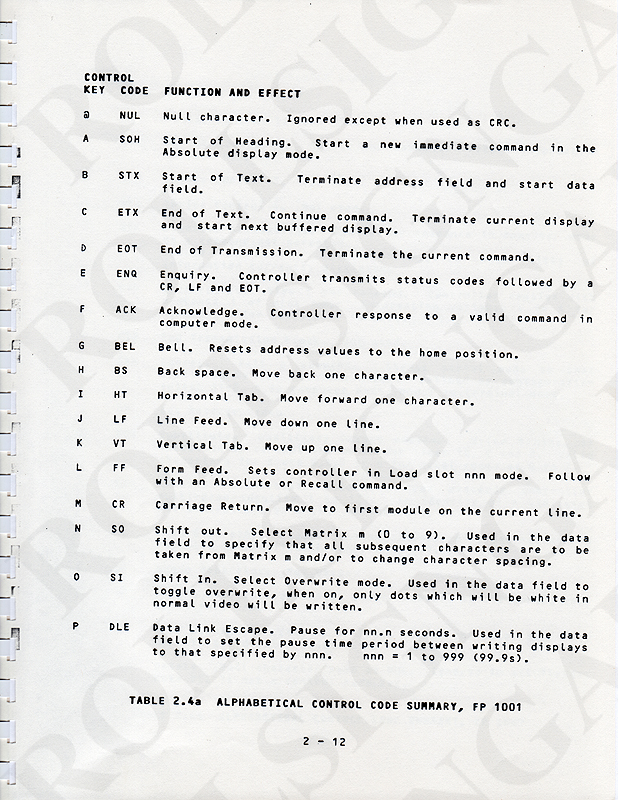 CONTROL
KEY CODE FUNCTION AND EFFECT
@ NUL Null character. Ignored except when used as CRC.
A SOH Start of Heading. Start a new immediate command in the
Absolute display mode.
B STX Start of Text. Terminate address field and start data
field.
C ETX End of Text. Continue command. Terminate current display
and start next buffered display.
D EOT End of Transmission. Terminate the current command.
E ENQ Enquiry. Controller transmits status codes followed by a
CR, LF and EOT.
F ACK Acknowledge. Controller response to a valid command in
computer mode.
G BEL Bell. Resets address values to the home position.
H BS Back space. Move back one character.
I HT Horizontal Tab. Move forward one character.
J LF Line Feed. Move down one line.
K VT Vertical Tab. Move up one line.
L FF Form Feed. Sets controller in Load slot nnn mode. Follow
with an Absolute or Recall command.
M CR Carriage Return. Move to first module on the current line.
N SO Shift out. Select Matrix m (0 to 9). Used in the data
field to specify that all subsequent characters are to be
taken from Matrix m and/or to change character spacing.
O SI Shift In. Select Overwrite mode. Used in the data field to
toggle overwrite, when on, only dots which will be white in
normal video will be written.
P DLE Data Link Escape. Pause for nn.n seconds. Used in the data
field to set the pause time period between writing displays
to that specified by nnn. nnn = 1 to 999 (99.9s).
TABLE 2.4a ALPHABETICAL CONTROL CODE SUMMARY, FP 1001
2 - 12